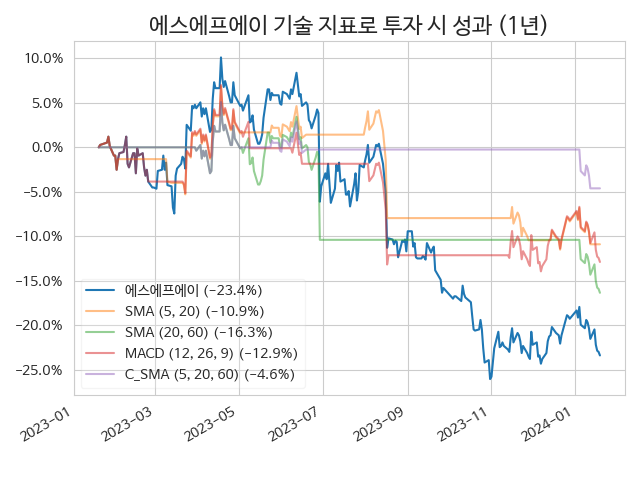 에스에프에이 기술 지표로 투자 시 성과 (1년)
10.0%
5.0%
0.0%
−5.0%
−10.0%
−15.0%
−20.0%
−25.0%
에스에프에이 (−23.4%)
SMA (5, 20) (−10.9%)
SMA (20, 60) (−16.3%)
MACD (12, 26, 9) (−12.9%)
C_SMA (5, 20, 60) (−4.6%)
2023-01
2023-03
2023-05
2023-07
2023-09
2023-11
2024-01